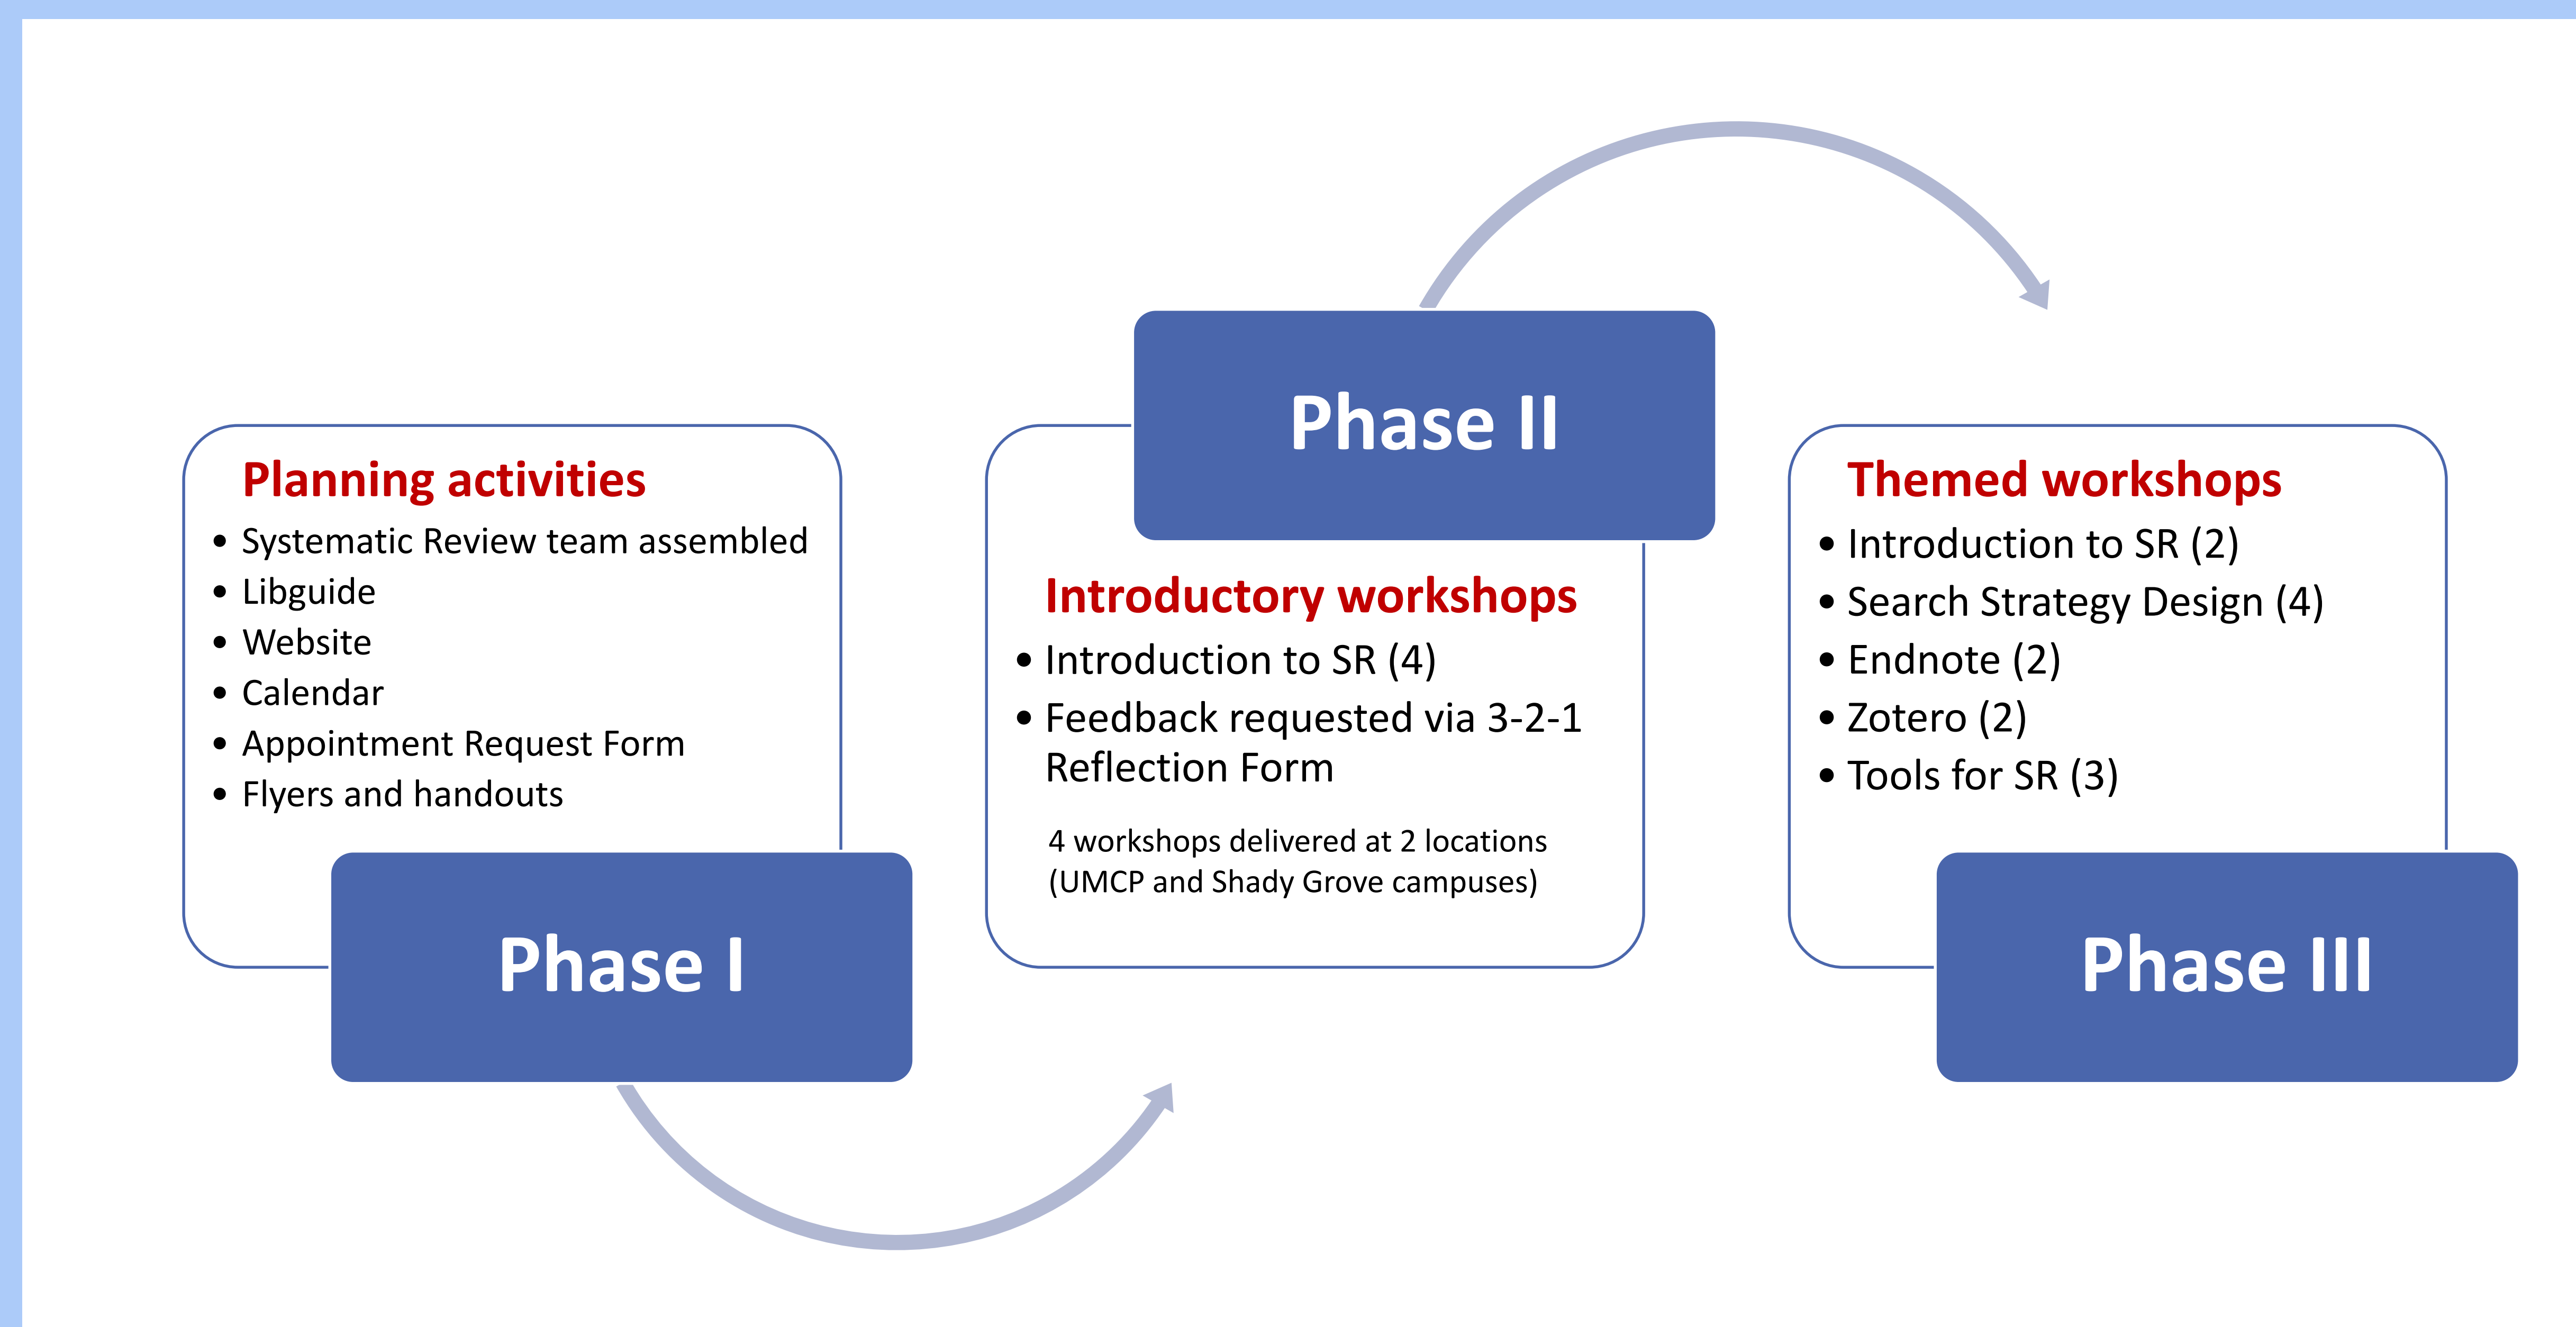 Planning activities
• Systematic Review team assembled
• Libguide
• Website
• Calendar
• Appointment Request Form
• Flyers and handouts
Phase I
Phase II
Introductory workshops
• Introduction to SR (4)
• Feedback requested via 3-2-1
Reflection Form
4 workshops delivered at 2 locations
(UMCP and Shady Grove campuses)
Themed workshops
• Introduction to SR (2)
• Search Strategy Design (4)
• Endnote (2)
• Zotero (2)
• Tools for SR (3)
Phase III